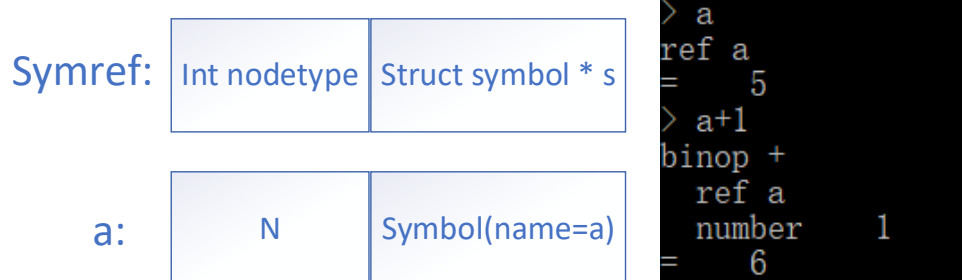 Symref: Int nodetype Struct symbol * s
a: N Symbol(name=a)
> a
ref a
= 5
> a+1
binop +
ref a
number 1
= 6